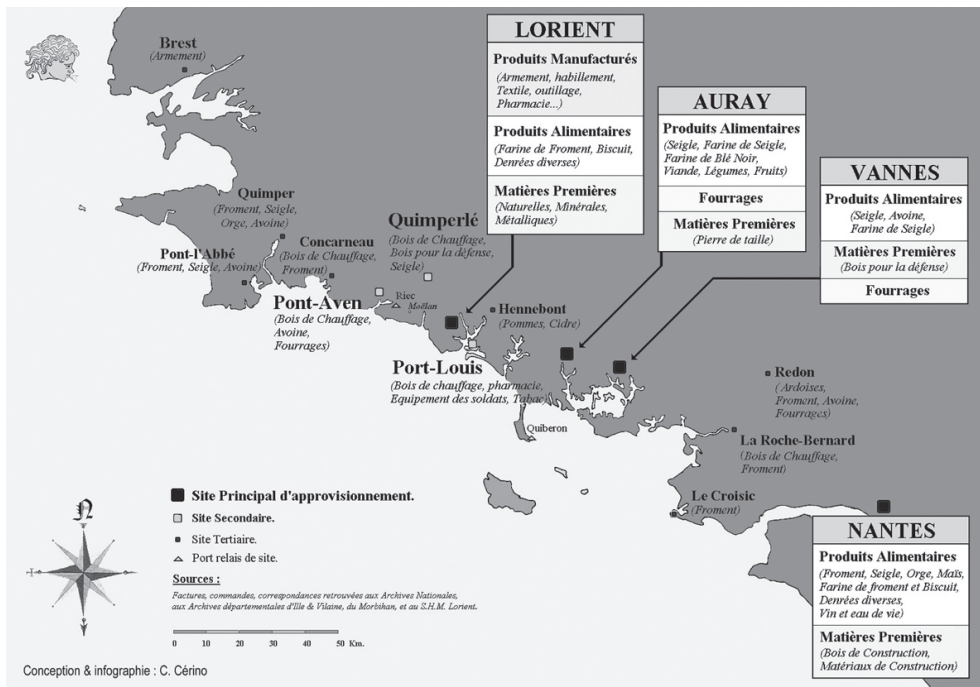 Brest
(Armement)
LORIENT
Produits Manufacturés
(Armement, habillement,
Textile, outillage,
Pharmacie...)
Produits Alimentaires
(Farine de Froment, Biscuit,
Denrées diverses)
Matières Premières
(Naturelles, Minérales,
Métalliques)
AURAY
Produits Alimentaires
(Seigle, Farine de Seigle,
Farine de Blé Noir,
Viande, Légumes, Fruits)
Fourrages
Matières Premières
(Pierre de taille)
VANNES
Produits Alimentaires
(Seigle, Avoine,
Farine de Seigle)
Matières Premières
(Bois pour la défense)
Fourrages
Quimper
(Froment, Seigle,
Orge, Avoine)
Quimperlé
(Bois de Chauffage,
Bois pour la défense,
Seigle)
Concarneau
(Bois de Chauffage,
Froment)
Pont-l'Abbé
(Froment, Seigle, Avoine)
Pont-Aven
(Bois de Chauffage,
Avoine,
Fourrages)
Riec
Moëlan
Hennebont
(Pommes, Cidre)
Port-Louis
(Bois de chauffage, pharmacie,
Equipement des soldats, Tabac)
Quiberon
Redon
(Ardoises,
Froment, Avoine,
Fourrages)
La Roche-Bernard
(Bois de Chauffage,
Froment)
Le Croisic
(Froment)
NANTES
Produits Alimentaires
(Froment, Seigle, Orge, Maïs,
Farine de froment et Biscuit,
Denrées diverses,
Vin et eau de vie)
Matières Premières
(Bois de Construction,
Matériaux de Construction)
Site Principal d'approvisionnement.
Site Secondaire.
Site Tertiaire.
Port relais de site.
Sources :
Factures, commandes, correspondances retrouvées aux Archives Nationales,
aux Archives départementales d'Ille & Vilaine, du Morbihan, et au S.H.M. Lorient.
N
0 10 20 30 40 50 Km.
Conception & infographie : C. Cérino